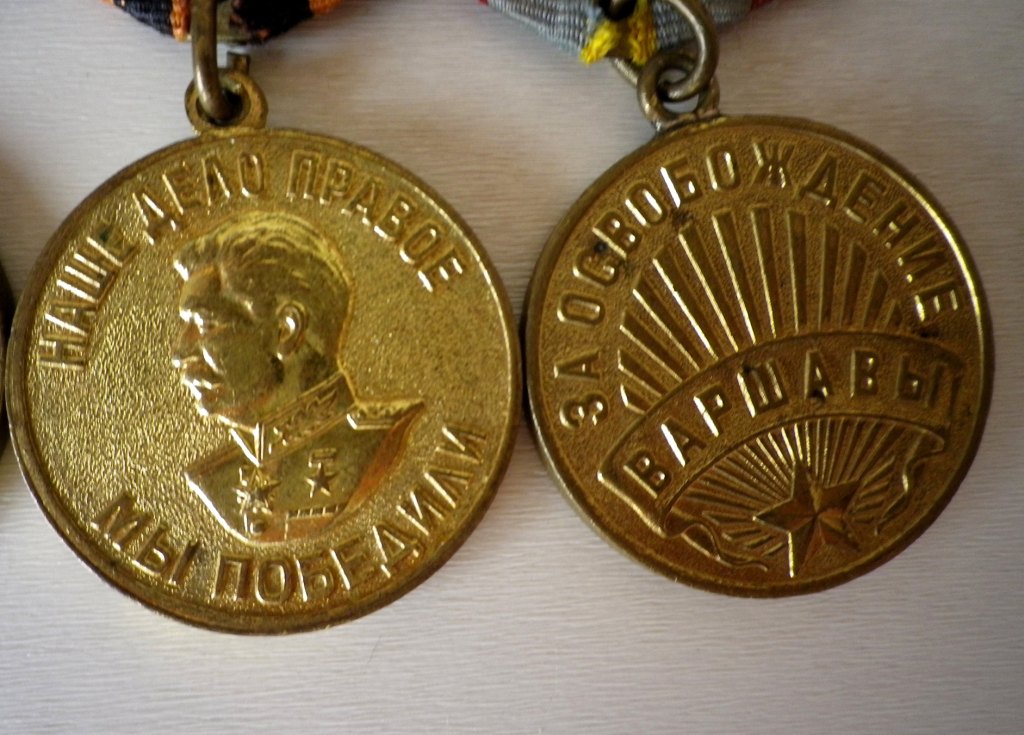 НАШЕ ДЕЛО ПРАВОЕ
МЫ ПОБЕДИЛИ
ЗА ОСВОБОЖДЕНИЕ
ВАРШАВЫ